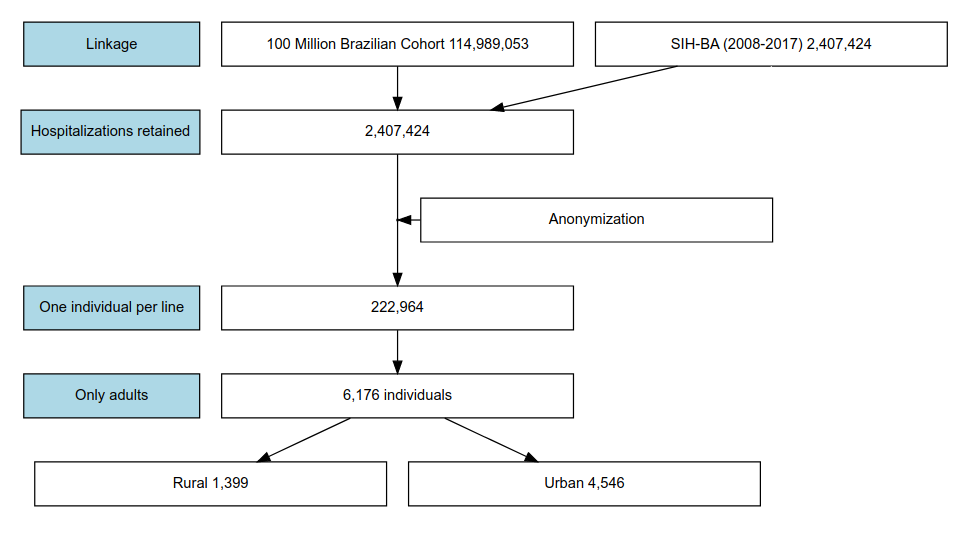 Linkage
100 Million Brazilian Cohort 114,989,053
SIH-BA (2008-2017) 2,407,424
Hospitalizations retained
2,407,424
Anonymization
One individual per line
222,964
Only adults
6,176 individuals
Rural 1,399
Urban 4,546